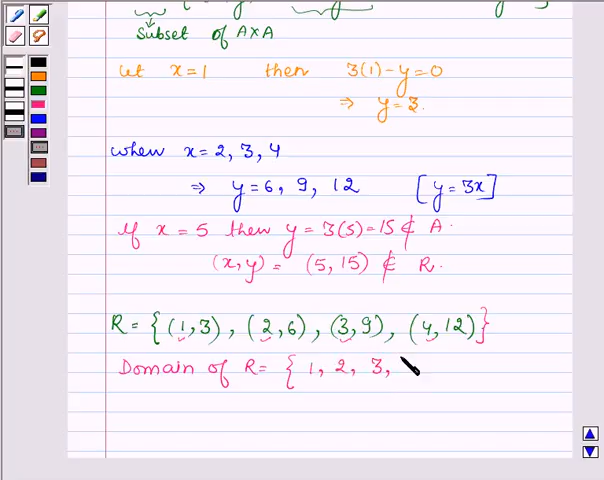 Subset of A×A
Let x=1 then 3(1)-y=0
⇒ y=3.
When x=2, 3, 4
⇒ y=6, 9, 12 [y=3x]
If x=5 then y=3(5)=15∉A.
(x,y)=(5,15)∉R.
R={(1,3), (2,6), (3,9), (4,12)}
Domain of R={1, 2, 3,